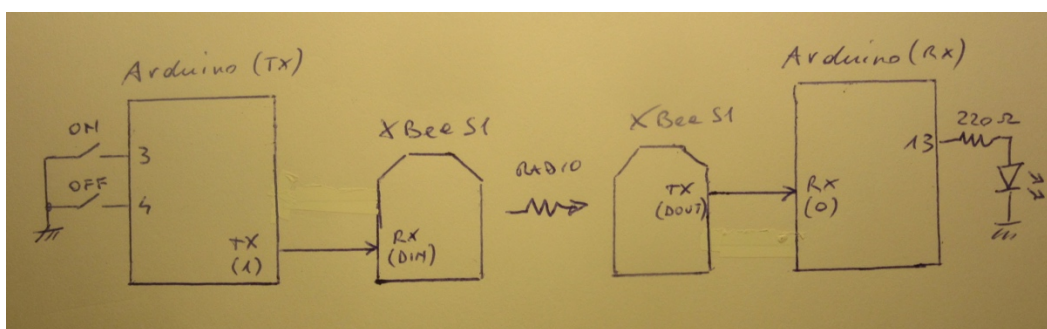 Arduino (TX)
ON
3
OFF
4
TX
(1)
XBee S1
RX
(DIN)
RADIO
XBee S1
TX
(DOUT)
Arduino (RX)
RX
(0)
13
220Ω